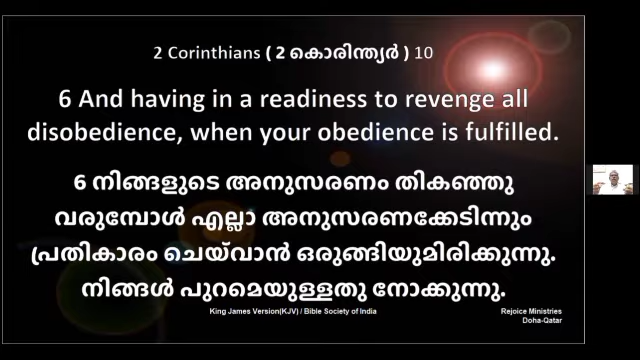 2 Corinthians ( 2 കൊരിന്ത്യർ ) 10
6 And having in a readiness to revenge all
disobedience, when your obedience is fulfilled.
6 നിങ്ങളുടെ അനുസരണം തികഞ്ഞു
വരുമ്പോൾ എല്ലാ അനുസരണക്കേടിന്നും
പ്രതികാരം ചെയ്‌വാൻ ഒരുങ്ങിയുമിരിക്കുന്നു.
നിങ്ങൾ പുറമെയുള്ളതു നോക്കുന്നു.
King James Version(KJV) / Bible Society of India
Rejoice Ministries
Doha-Qatar